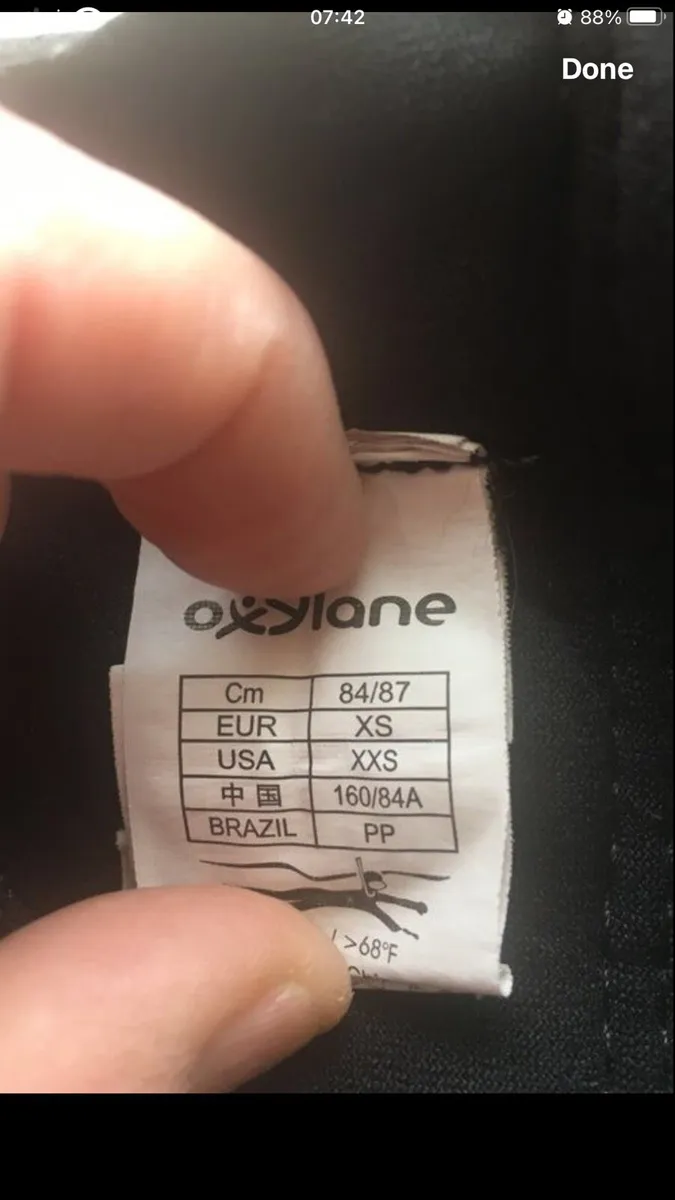 07:42
88%
Done
oxylane
Cm 84/87
EUR XS
USA XXS
中国 160/84A
BRAZIL PP
/ >68°F